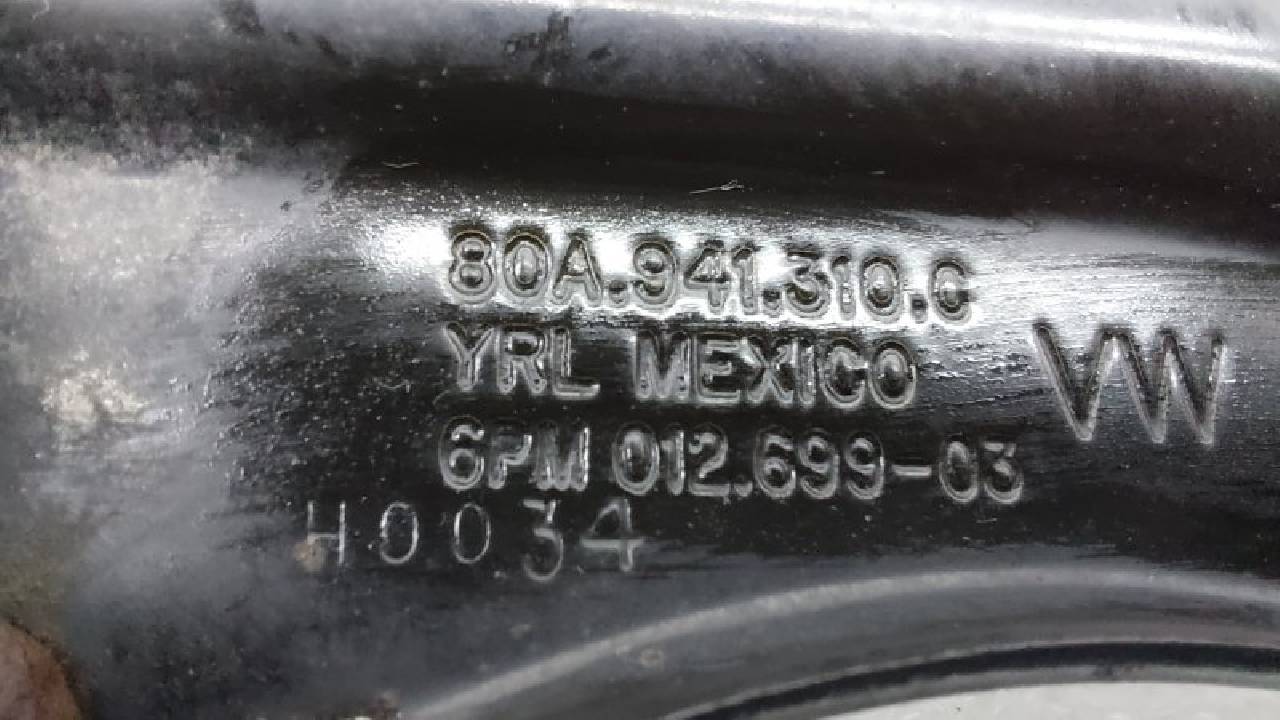 80A.941.310.C
YRL MEXICO
VW
6PM 012.699-03
H0034